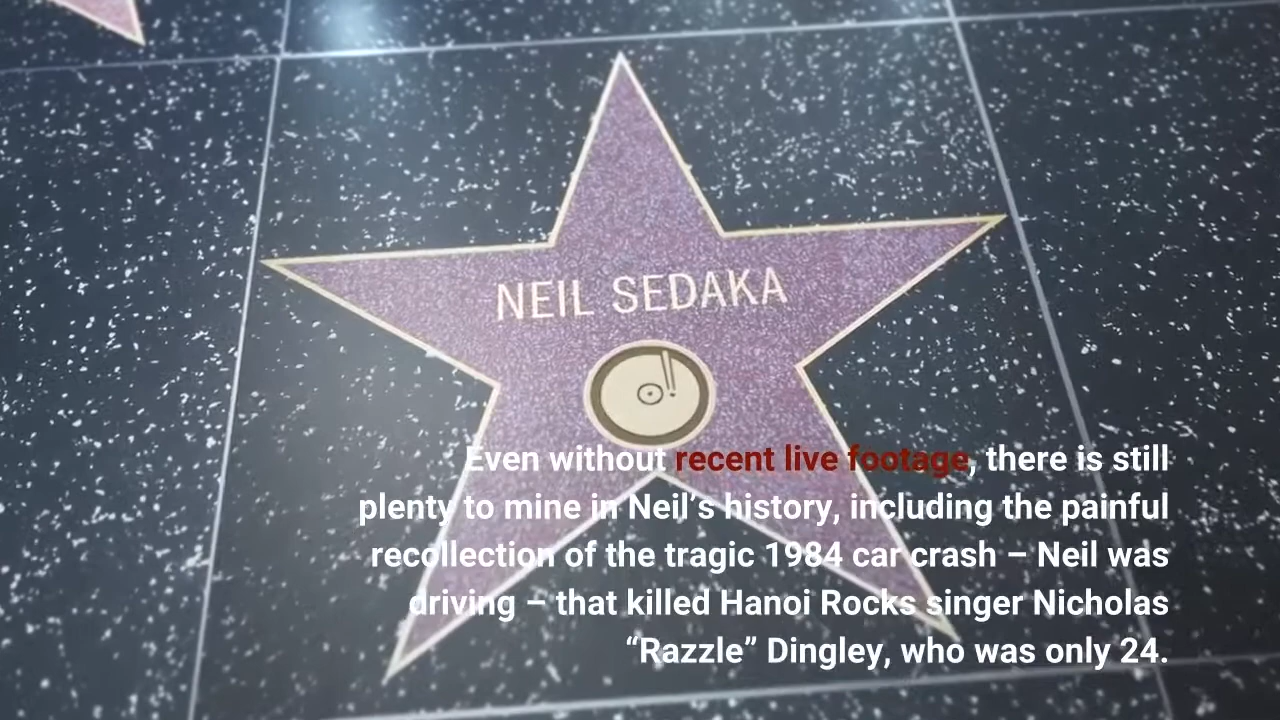 NEIL SEDAKA
Even without recent live footage, there is still
plenty to mine in Neil’s history, including the painful
recollection of the tragic 1984 car crash – Neil was
driving – that killed Hanoi Rocks singer Nicholas
“Razzle” Dingley, who was only 24.